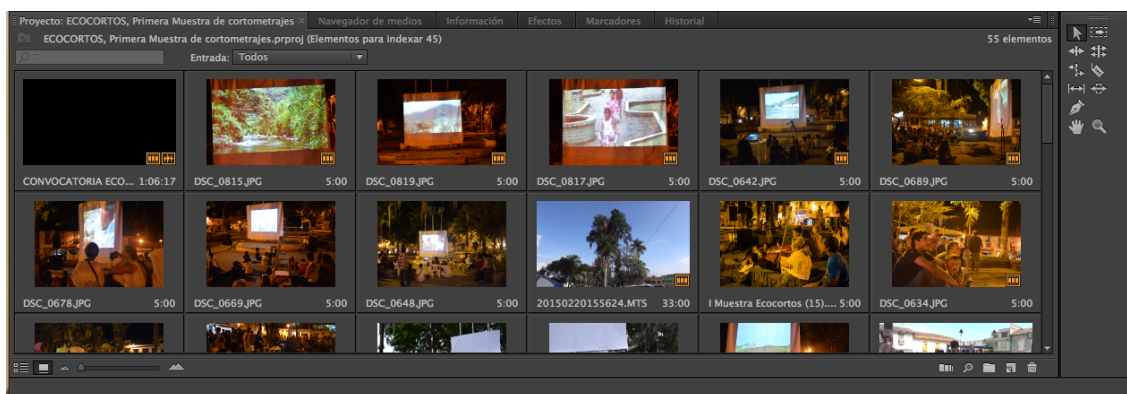 Proyecto: ECOCORTOS, Primera Muestra de cortometrajes × Navegador de medios Información Efectos Marcadores Historial
ECOCORTOS, Primera Muestra de cortometrajes.prproj (Elementos para indexar 45) 55 elementos
Entrada: Todos
CONVOCATORIA ECO... 1:06:17 DSC_0815.JPG 5:00 DSC_0819.JPG 5:00 DSC_0817.JPG 5:00 DSC_0642.JPG 5:00 DSC_0689.JPG 5:00
DSC_0678.JPG 5:00 DSC_0669.JPG 5:00 DSC_0648.JPG 5:00 20150220155624.MTS 33:00 I Muestra Ecocortos (15).... 5:00 DSC_0634.JPG 5:00